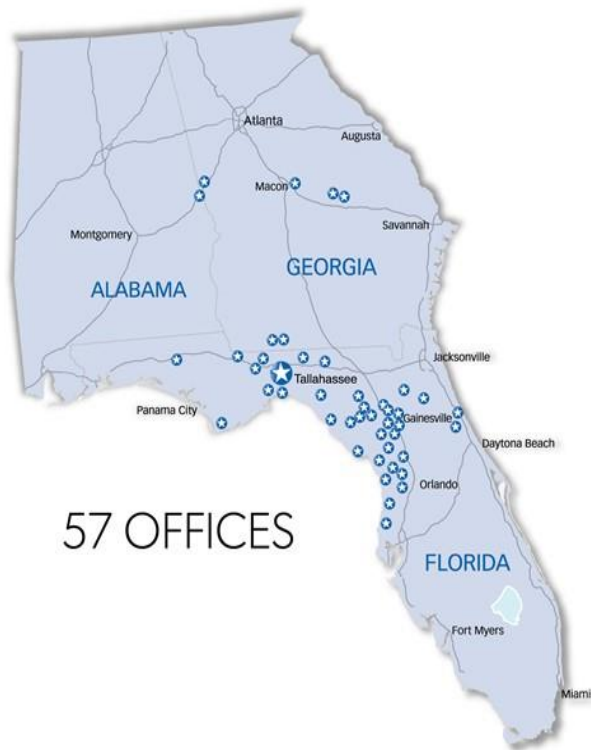 Atlanta
Augusta
Macon
Savannah
Montgomery
GEORGIA
ALABAMA
Jacksonville
Tallahassee
Panama City
Gainesville
Daytona Beach
Orlando
57 OFFICES
FLORIDA
Fort Myers
Miami